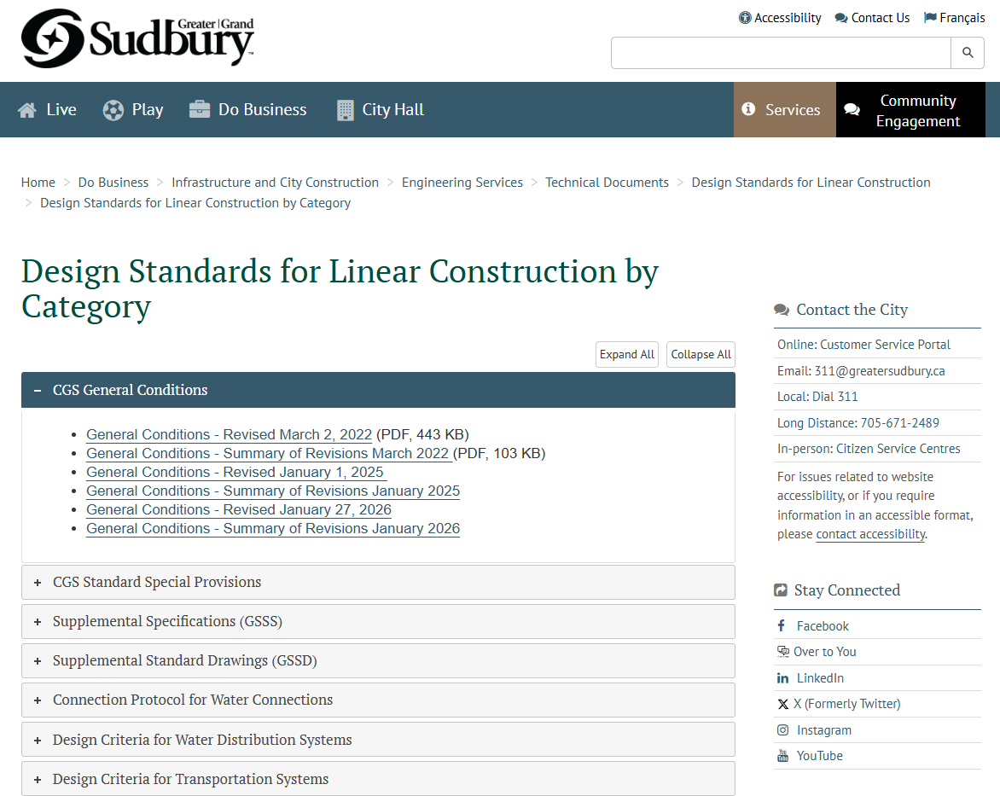 Greater | Grand
Sudbury™
Accessibility Contact Us Français
Live Play Do Business City Hall Services Community
Engagement
Home > Do Business > Infrastructure and City Construction > Engineering Services > Technical Documents > Design Standards for Linear Construction
> Design Standards for Linear Construction by Category
Design Standards for Linear Construction by
Category
Expand All Collapse All
– CGS General Conditions
• General Conditions - Revised March 2, 2022 (PDF, 443 KB)
• General Conditions - Summary of Revisions March 2022 (PDF, 103 KB)
• General Conditions - Revised January 1, 2025
• General Conditions - Summary of Revisions January 2025
• General Conditions - Revised January 27, 2026
• General Conditions - Summary of Revisions January 2026
+ CGS Standard Special Provisions
+ Supplemental Specifications (GSSS)
+ Supplemental Standard Drawings (GSSD)
+ Connection Protocol for Water Connections
+ Design Criteria for Water Distribution Systems
+ Design Criteria for Transportation Systems
Contact the City
Online: Customer Service Portal
Email: 311@greatersudbury.ca
Local: Dial 311
Long Distance: 705-671-2489
In-person: Citizen Service Centres
For issues related to website
accessibility, or if you require
information in an accessible format,
please contact accessibility.
Stay Connected
Facebook
Over to You
LinkedIn
X (Formerly Twitter)
Instagram
YouTube